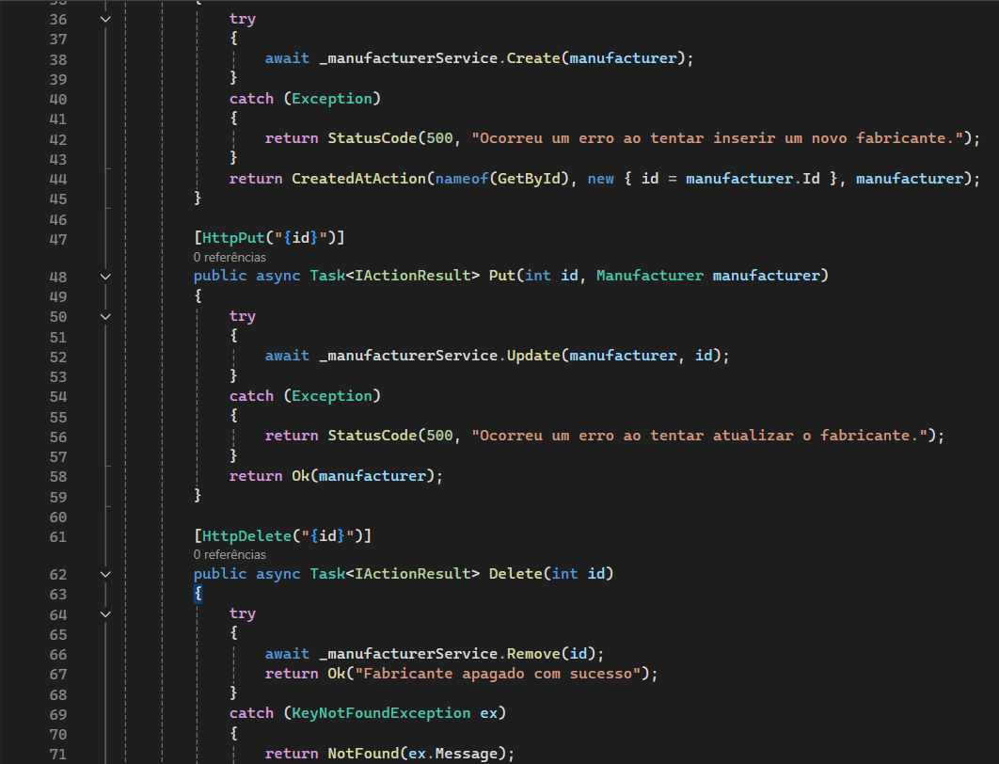 35 {
36 try
37 {
38 await _manufacturerService.Create(manufacturer);
39 }
40 catch (Exception)
41 {
42 return StatusCode(500, "Ocorreu um erro ao tentar inserir um novo fabricante.");
43 }
44 return CreatedAtAction(nameof(GetById), new { id = manufacturer.Id }, manufacturer);
45 }
46
47 [HttpPut("{id}")]
0 referências
48 public async Task<IActionResult> Put(int id, Manufacturer manufacturer)
49 {
50 try
51 {
52 await _manufacturerService.Update(manufacturer, id);
53 }
54 catch (Exception)
55 {
56 return StatusCode(500, "Ocorreu um erro ao tentar atualizar o fabricante.");
57 }
58 return Ok(manufacturer);
59 }
60
61 [HttpDelete("{id}")]
0 referências
62 public async Task<IActionResult> Delete(int id)
63 {
64 try
65 {
66 await _manufacturerService.Remove(id);
67 return Ok("Fabricante apagado com sucesso");
68 }
69 catch (KeyNotFoundException ex)
70 {
71 return NotFound(ex.Message);